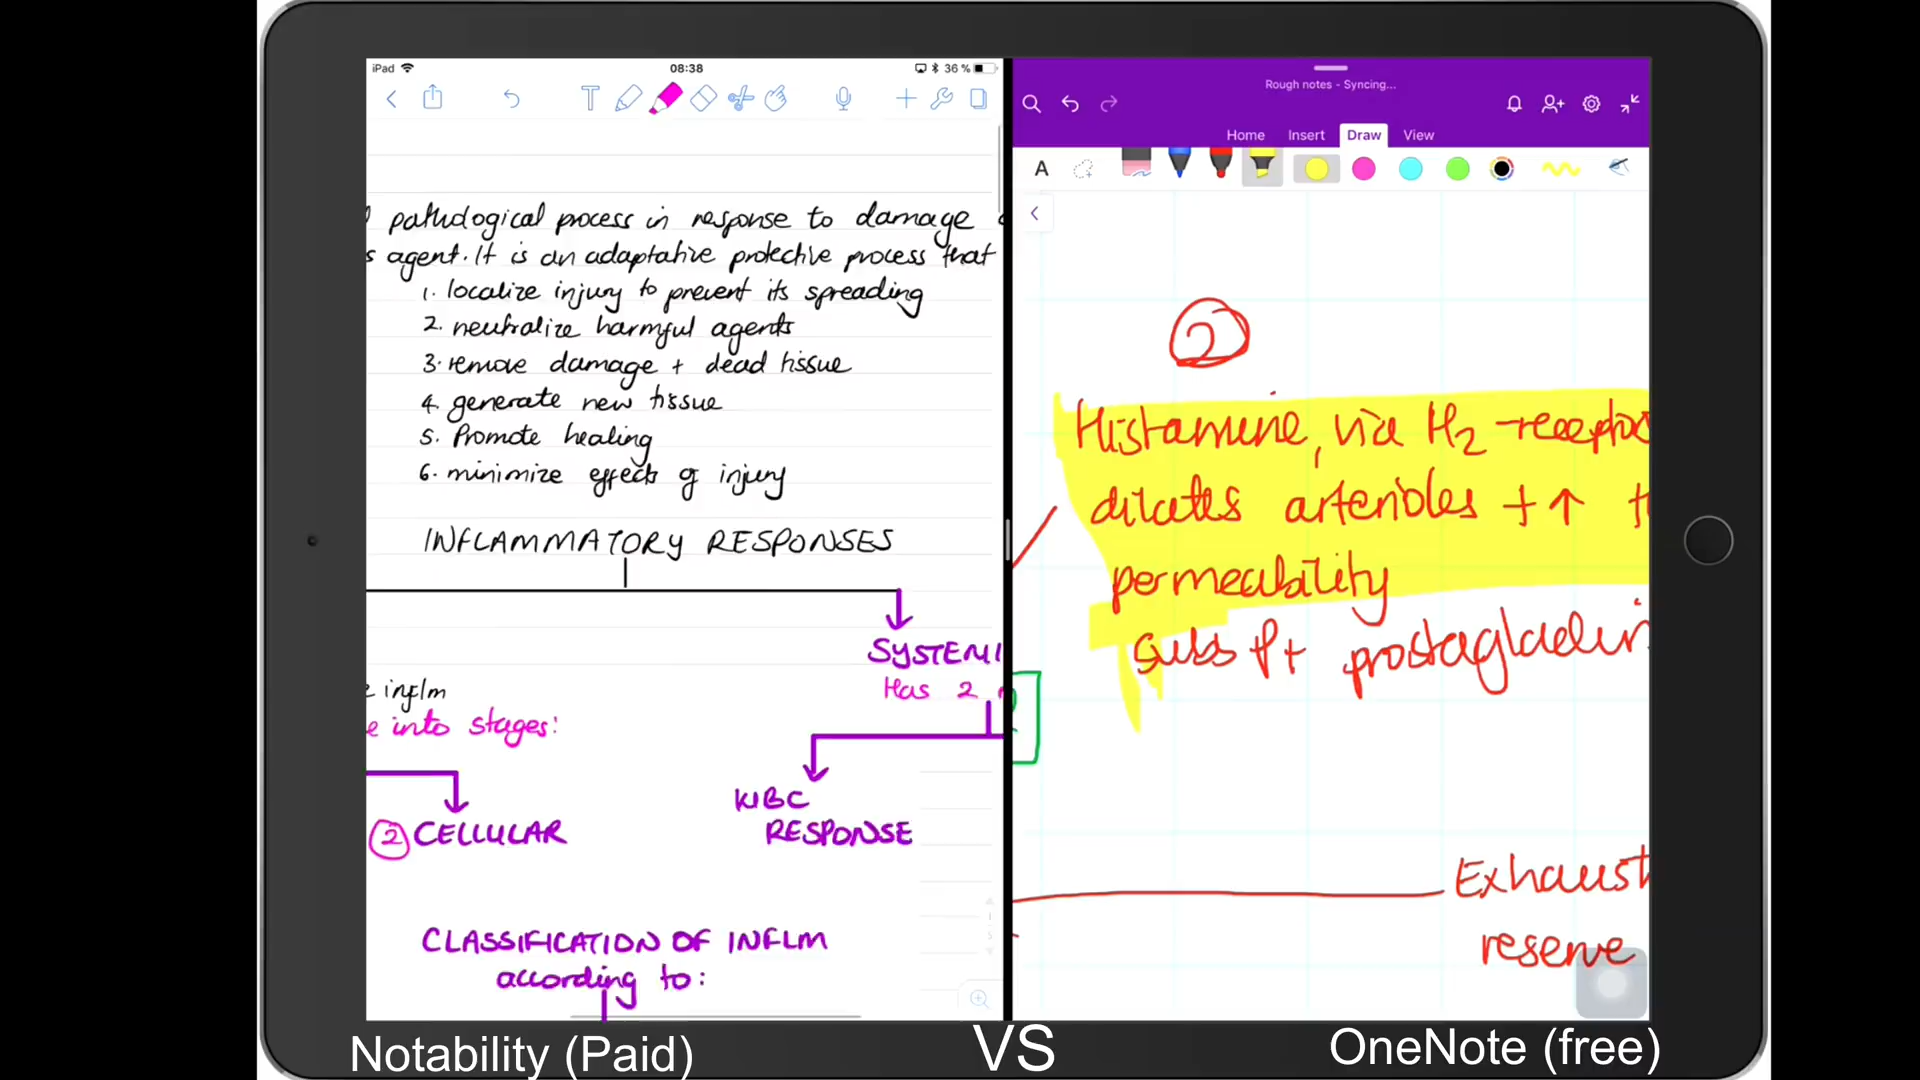 iPad 08:38 36 %
pathological process in response to damage
s agent. It is an adaptative protective process that
1. localize injury to prevent its spreading
2. neutralize harmful agents
3. remove damage + dead tissue
4. generate new tissue
5. Promote healing
6. minimize effects of injury
INFLAMMATORY RESPONSES
SYSTEMI
Has 2
e inflm
e into stages:
KIBC
RESPONSE
2 CELLULAR
CLASSIFICATION OF INFLM
according to:
Rough notes - Syncing...
Home Insert Draw View
A
2
Histamine, via H2-receptor
dilates arterioles + ↑ t
permeability
subs P + prostagladin
Exhaust
reserve
Notability (Paid) VS OneNote (free)